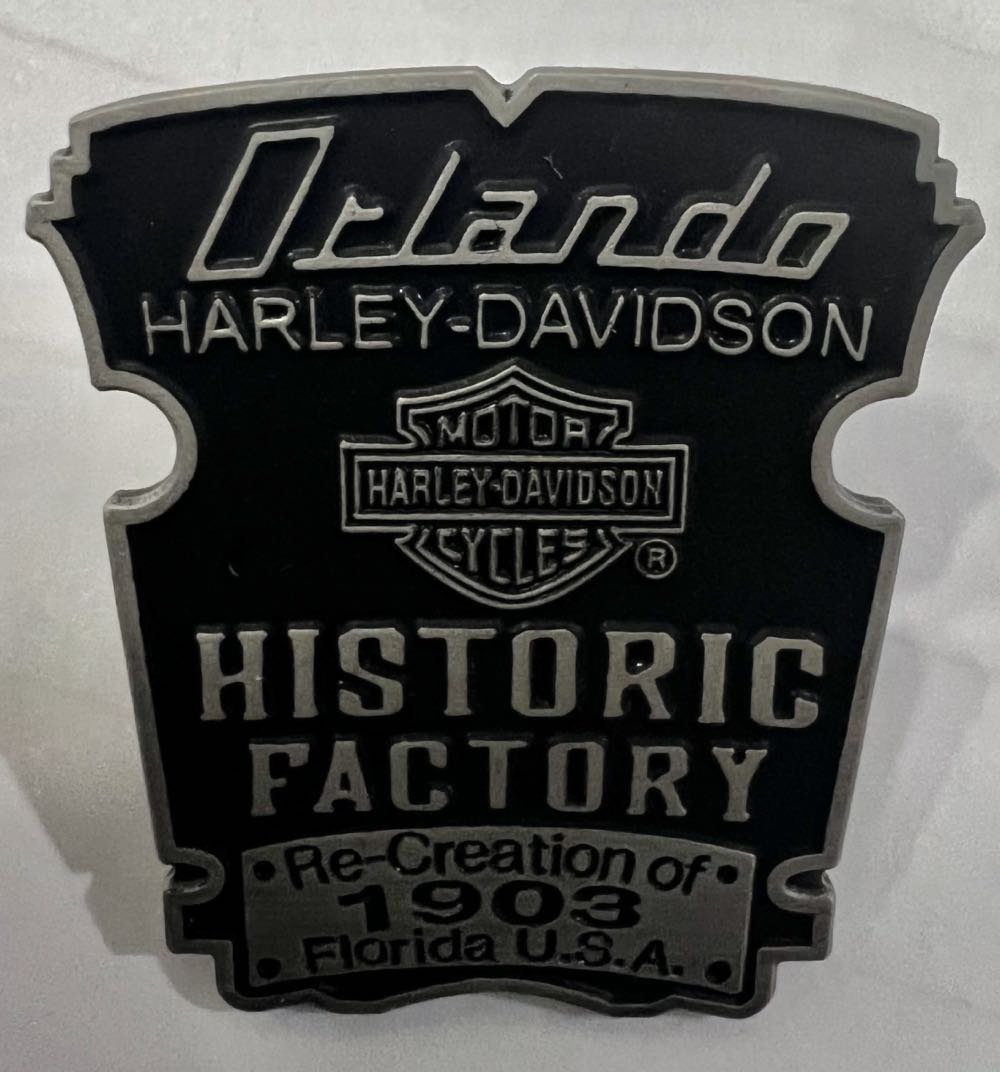 Orlando
HARLEY-DAVIDSON
MOTOR
HARLEY-DAVIDSON
CYCLES
®
HISTORIC
FACTORY
Re-Creation of
1903
Florida U.S.A.